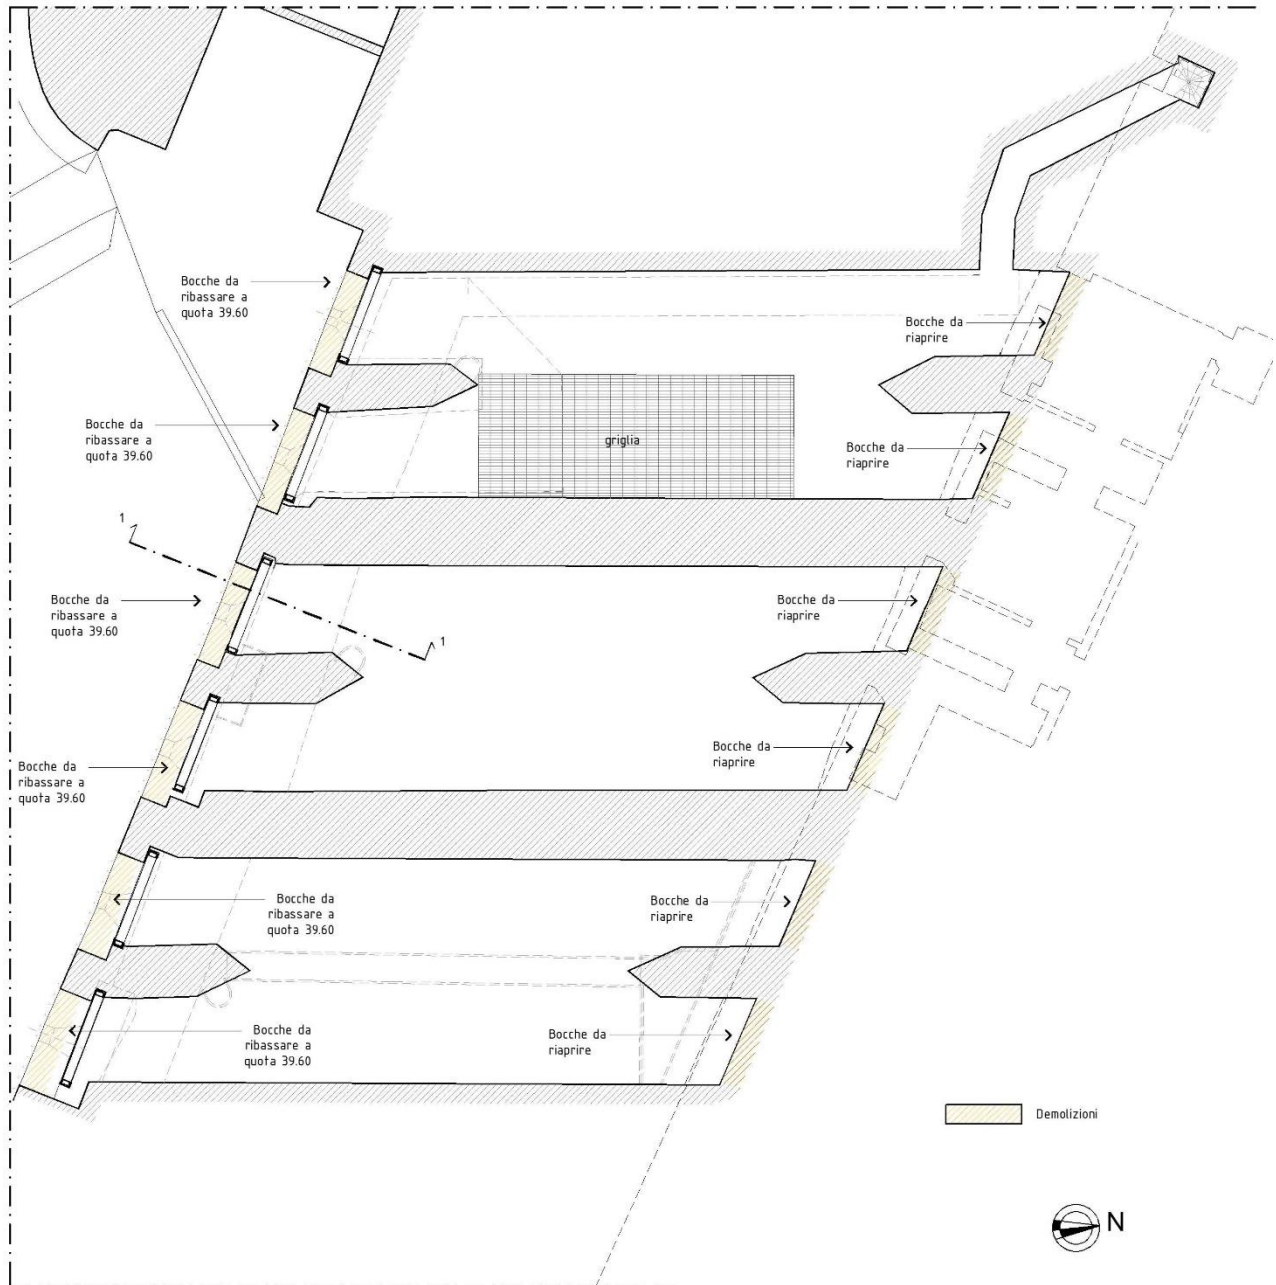 Bocche da
ribassare a
quota 39.60
Bocche da
riaprire
Bocche da
ribassare a
quota 39.60
griglia
Bocche da
riaprire
1
Bocche da
ribassare a
quota 39.60
Bocche da
riaprire
1
Bocche da
ribassare a
quota 39.60
Bocche da
riaprire
Bocche da
ribassare a
quota 39.60
Bocche da
riaprire
Bocche da
ribassare a
quota 39.60
Bocche da
riaprire
Demolizioni
N